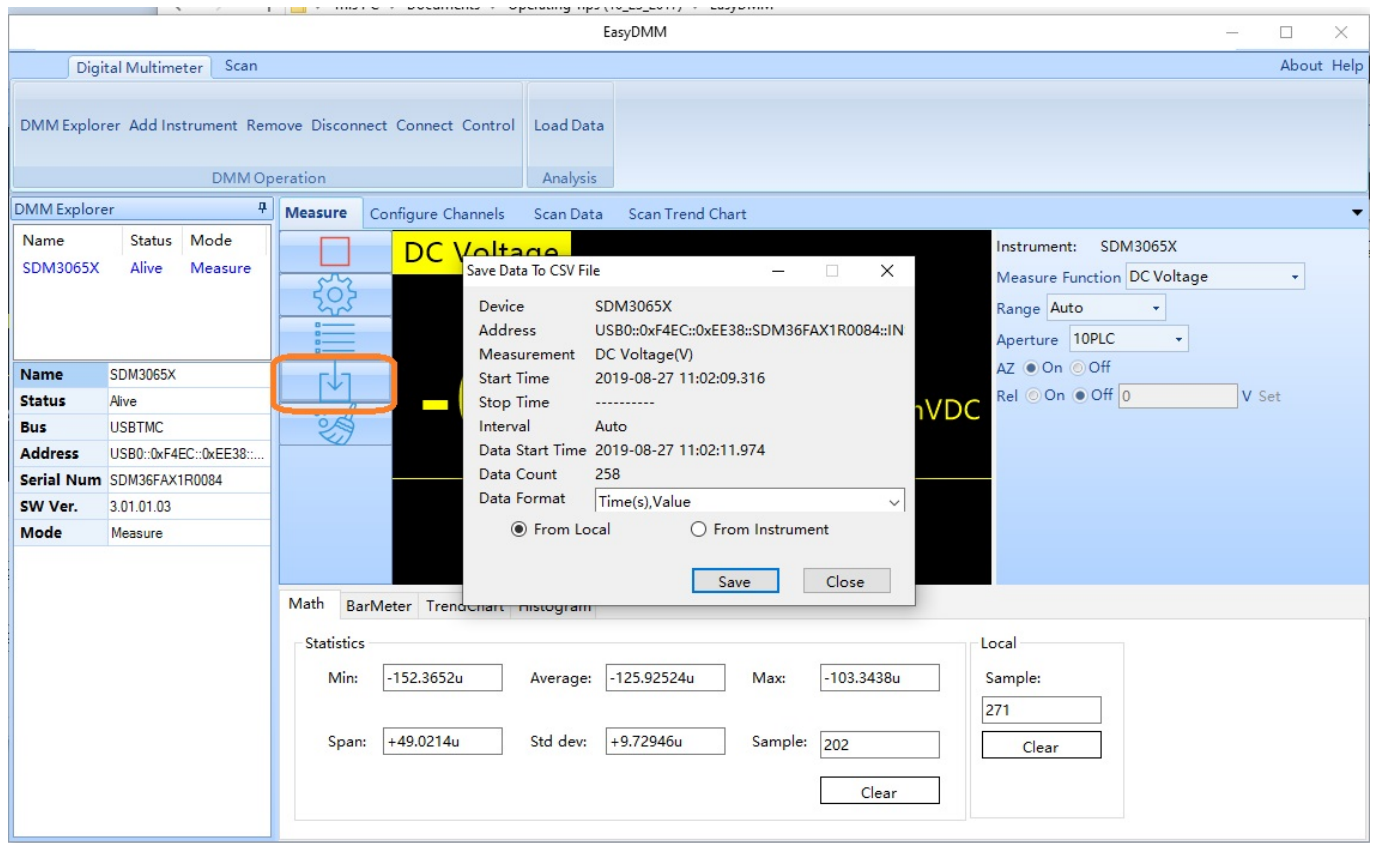 This PC Documents Operating Tips (10_25_2017) EasyDMM
EasyDMM
Digital Multimeter Scan About Help
DMM Explorer Add Instrument Remove Disconnect Connect Control Load Data
DMM Operation Analysis
DMM Explorer
Name Status Mode
SDM3065X Alive Measure
Name SDM3065X
Status Alive
Bus USBTMC
Address USB0::0xF4EC::0xEE38::...
Serial Num SDM36FAX1R0084
SW Ver. 3.01.01.03
Mode Measure
Measure Configure Channels Scan Data Scan Trend Chart
DC Voltage
VDC
Save Data To CSV File
Device SDM3065X
Address USB0::0xF4EC::0xEE38::SDM36FAX1R0084::IN
Measurement DC Voltage(V)
Start Time 2019-08-27 11:02:09.316
Stop Time ----------
Interval Auto
Data Start Time 2019-08-27 11:02:11.974
Data Count 258
Data Format Time(s),Value
From Local From Instrument
Save Close
Instrument: SDM3065X
Measure Function DC Voltage
Range Auto
Aperture 10PLC
AZ On Off
Rel On Off 0 V Set
Math BarMeter TrendChart Histogram
Statistics
Min: -152.3652u Average: -125.92524u Max: -103.3438u
Span: +49.0214u Std dev: +9.72946u Sample: 202
Clear
Local
Sample:
271
Clear